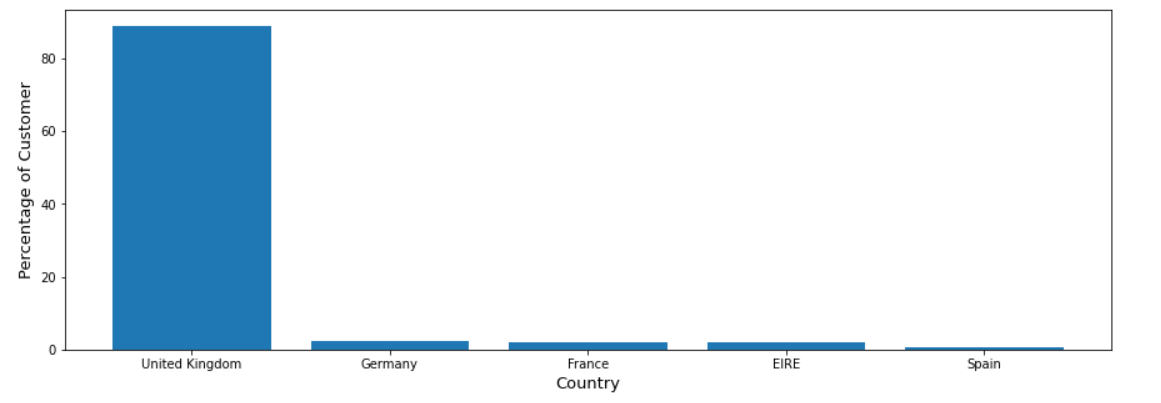 Percentage of Customer
80
60
40
20
0
United Kingdom
Germany
France
EIRE
Spain
Country